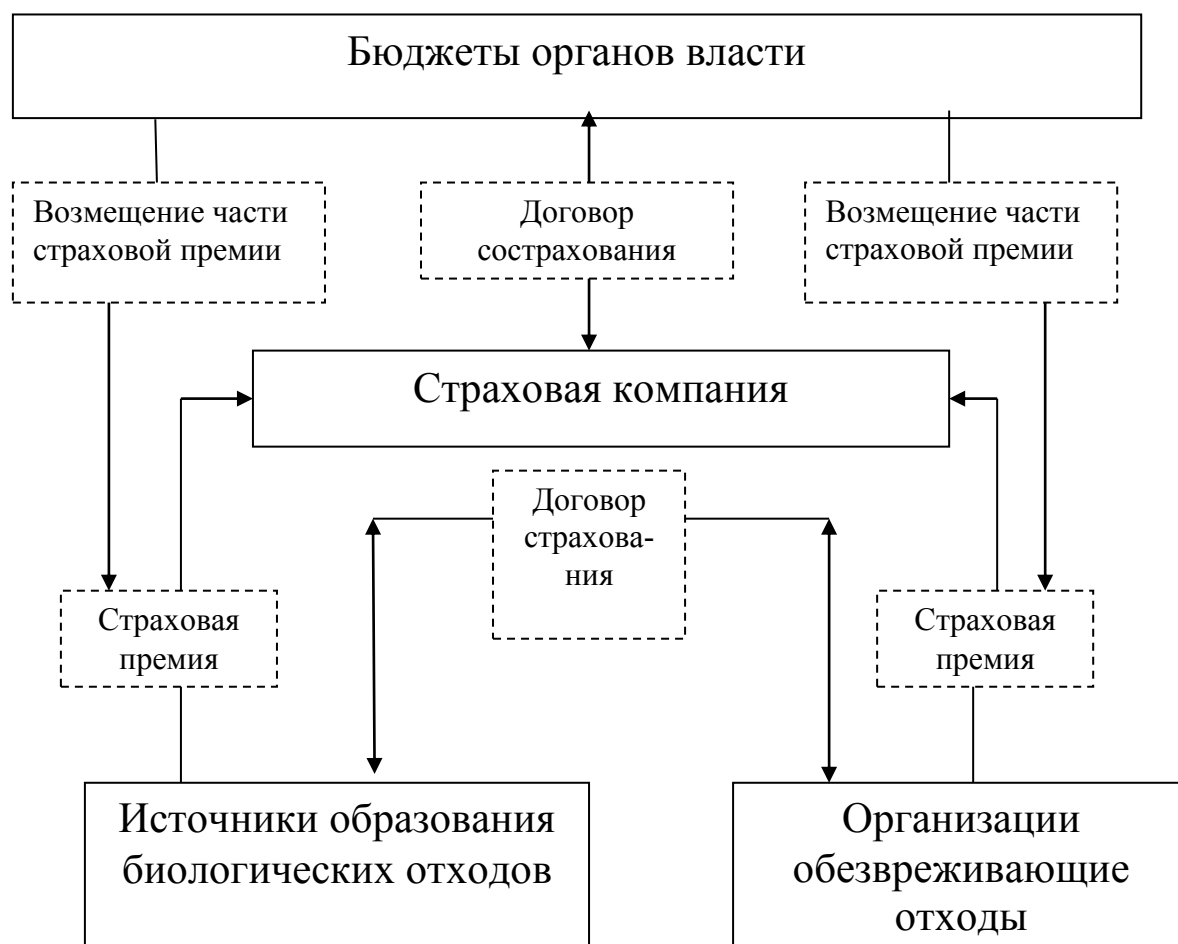 Бюджеты органов власти
Возмещение части
страховой премии
Договор
сострахования
Возмещение части
страховой премии
Страховая компания
Договор
страхова-
ния
Страховая
премия
Страховая
премия
Источники образования
биологических отходов
Организации
обезвреживающие
отходы